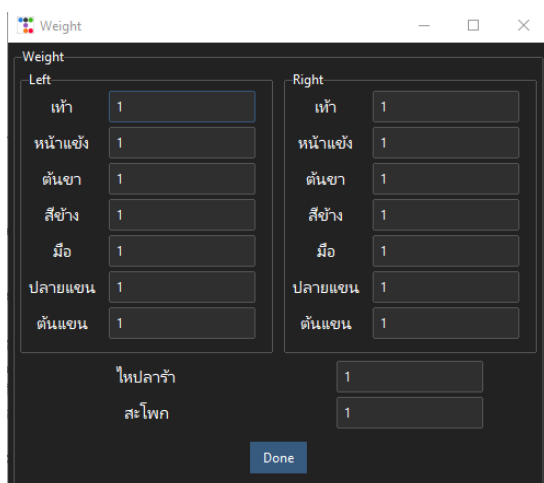 Weight
Weight
Left Right
เท้า 1 เท้า 1
หน้าแข้ง 1 หน้าแข้ง 1
ต้นขา 1 ต้นขา 1
สีข้าง 1 สีข้าง 1
มือ 1 มือ 1
ปลายแขน 1 ปลายแขน 1
ต้นแขน 1 ต้นแขน 1
ไหปลาร้า 1
สะโพก 1
Done